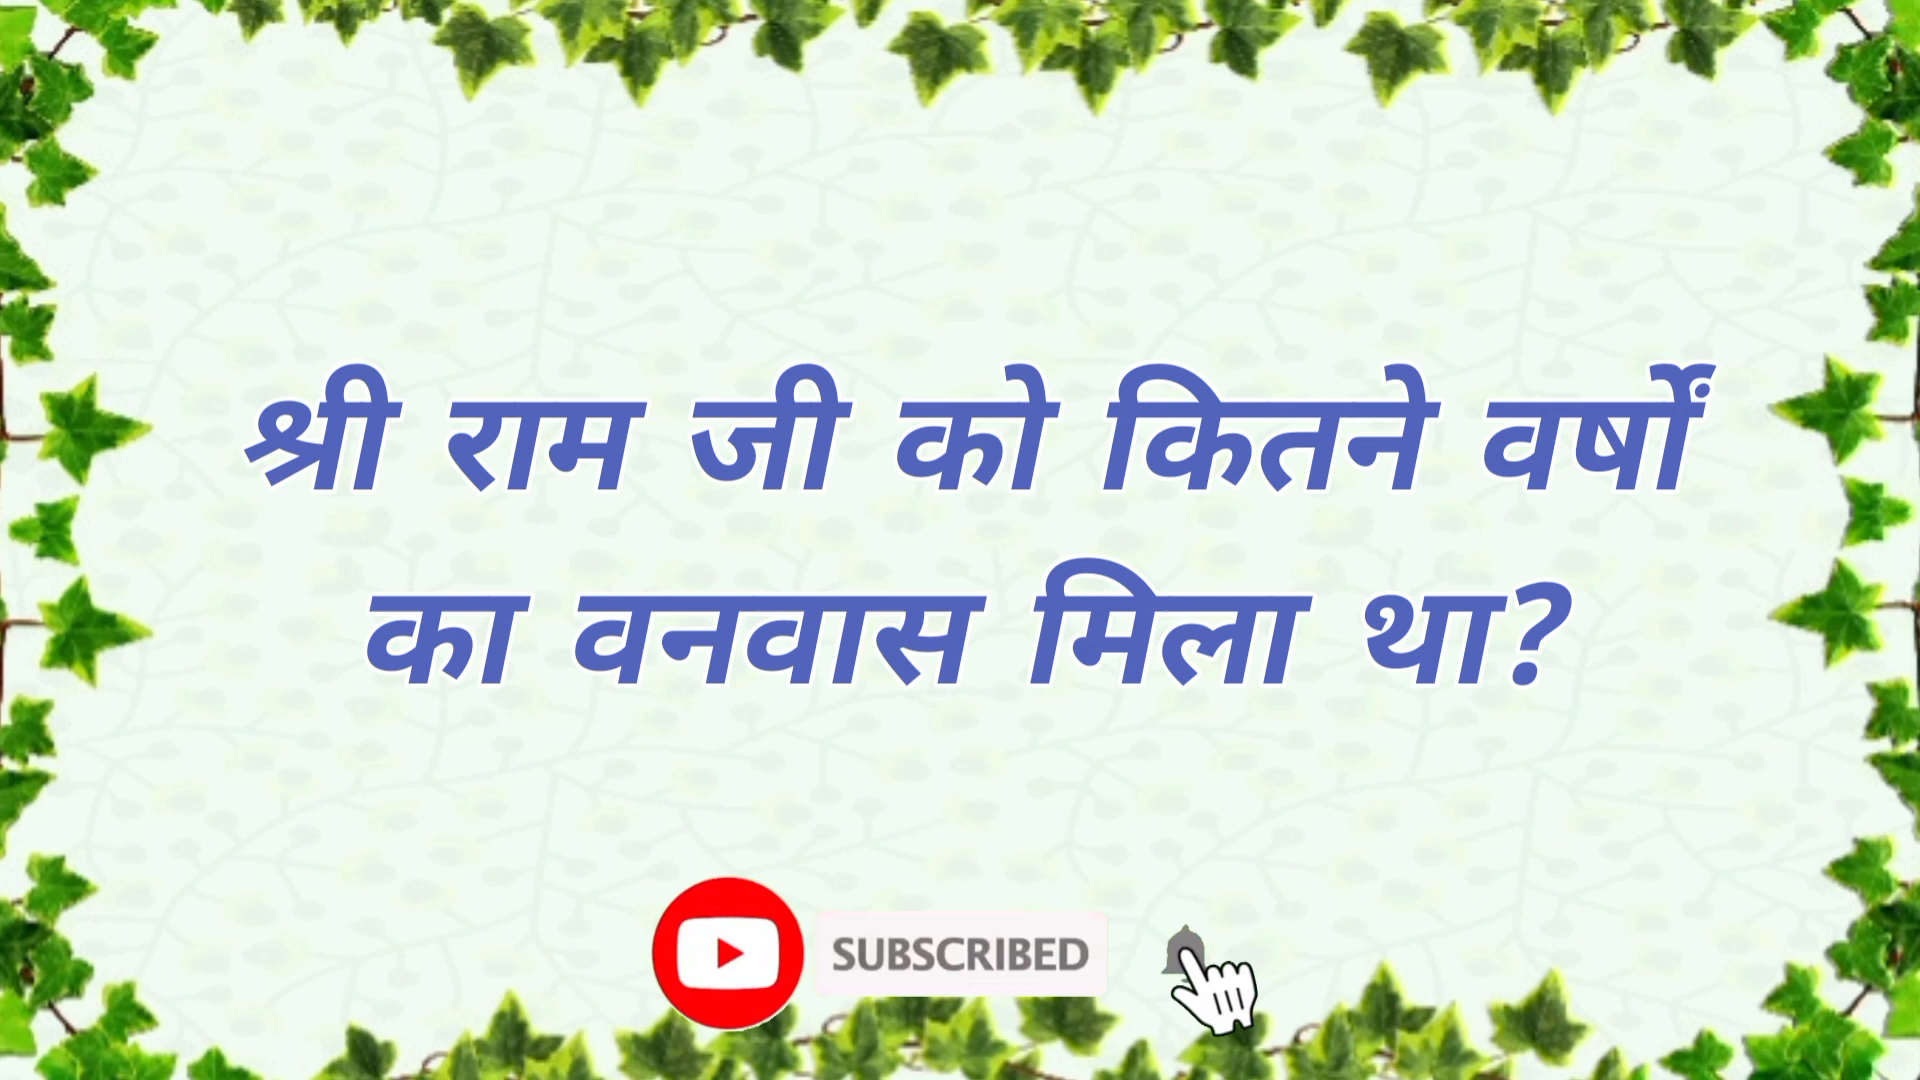 श्री राम जी को कितने वर्षों
का वनवास मिला था?
SUBSCRIBED